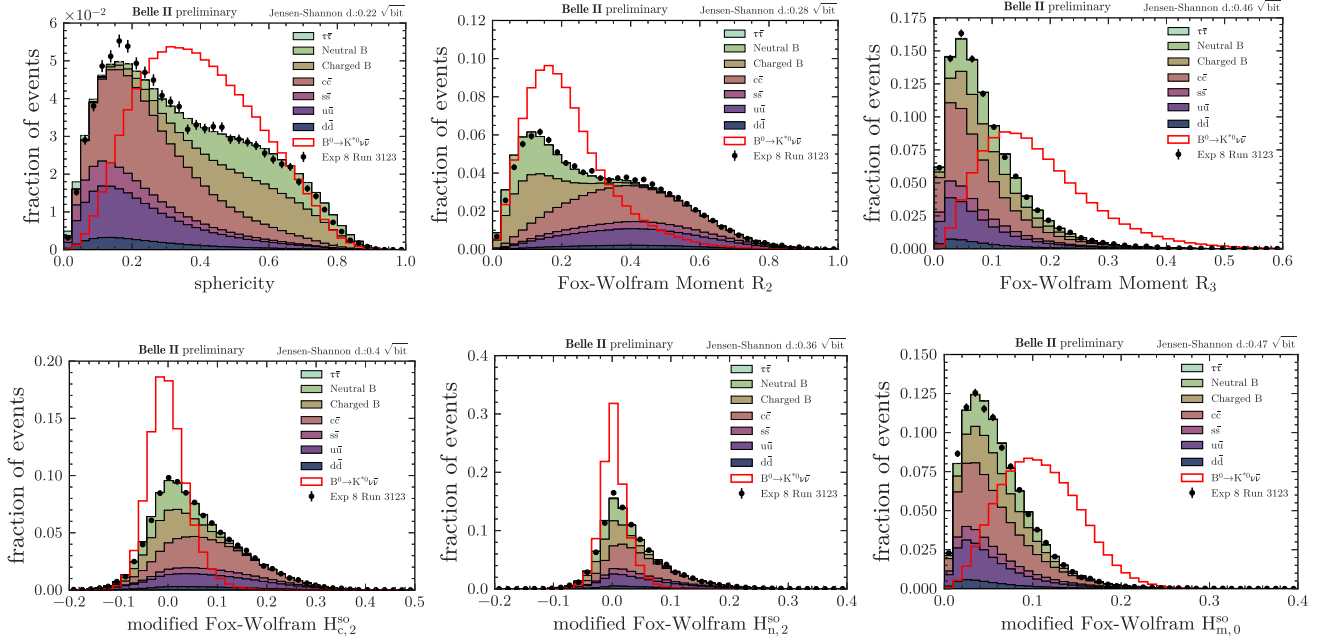 Belle II preliminary
Jensen-Shannon d.:0.22 √bit
6
×10⁻²
5
4
3
2
1
0
fraction of events
ττ̄
Neutral B
Charged B
cc̄
ss̄
uū
dd̄
B⁰→K*⁰νν̄
Exp 8 Run 3123
0.0 0.2 0.4 0.6 0.8 1.0
sphericity
Belle II preliminary
Jensen-Shannon d.:0.28 √bit
0.12
0.10
0.08
0.06
0.04
0.02
0.00
fraction of events
ττ̄
Neutral B
Charged B
cc̄
ss̄
uū
dd̄
B⁰→K*⁰νν̄
Exp 8 Run 3123
0.0 0.2 0.4 0.6 0.8 1.0
Fox-Wolfram Moment R₂
Belle II preliminary
Jensen-Shannon d.:0.46 √bit
0.175
0.150
0.125
0.100
0.075
0.050
0.025
0.000
fraction of events
ττ̄
Neutral B
Charged B
cc̄
ss̄
uū
dd̄
B⁰→K*⁰νν̄
Exp 8 Run 3123
0.0 0.1 0.2 0.3 0.4 0.5 0.6
Fox-Wolfram Moment R₃
Belle II preliminary
Jensen-Shannon d.:0.4 √bit
0.20
0.15
0.10
0.05
0.00
fraction of events
ττ̄
Neutral B
Charged B
cc̄
ss̄
uū
dd̄
B⁰→K*⁰νν̄
Exp 8 Run 3123
−0.2 −0.1 0.0 0.1 0.2 0.3 0.4 0.5
modified Fox-Wolfram H^so_c,2
Belle II preliminary
Jensen-Shannon d.:0.36 √bit
0.4
0.3
0.2
0.1
0.0
fraction of events
ττ̄
Neutral B
Charged B
cc̄
ss̄
uū
dd̄
B⁰→K*⁰νν̄
Exp 8 Run 3123
−0.2 −0.1 0.0 0.1 0.2 0.3 0.4
modified Fox-Wolfram H^so_n,2
Belle II preliminary
Jensen-Shannon d.:0.47 √bit
0.150
0.125
0.100
0.075
0.050
0.025
0.000
fraction of events
ττ̄
Neutral B
Charged B
cc̄
ss̄
uū
dd̄
B⁰→K*⁰νν̄
Exp 8 Run 3123
0.0 0.1 0.2 0.3 0.4
modified Fox-Wolfram H^so_m,0